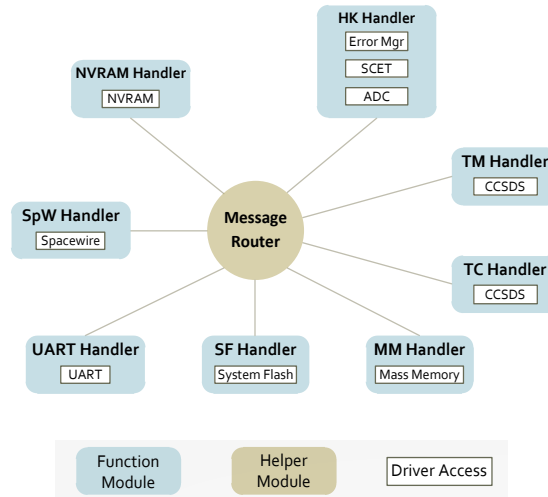 HK Handler
Error Mgr
SCET
ADC
NVRAM Handler
NVRAM
TM Handler
CCSDS
SpW Handler
Spacewire
Message
Router
TC Handler
CCSDS
UART Handler
UART
SF Handler
System Flash
MM Handler
Mass Memory
Function
Module
Helper
Module
Driver Access